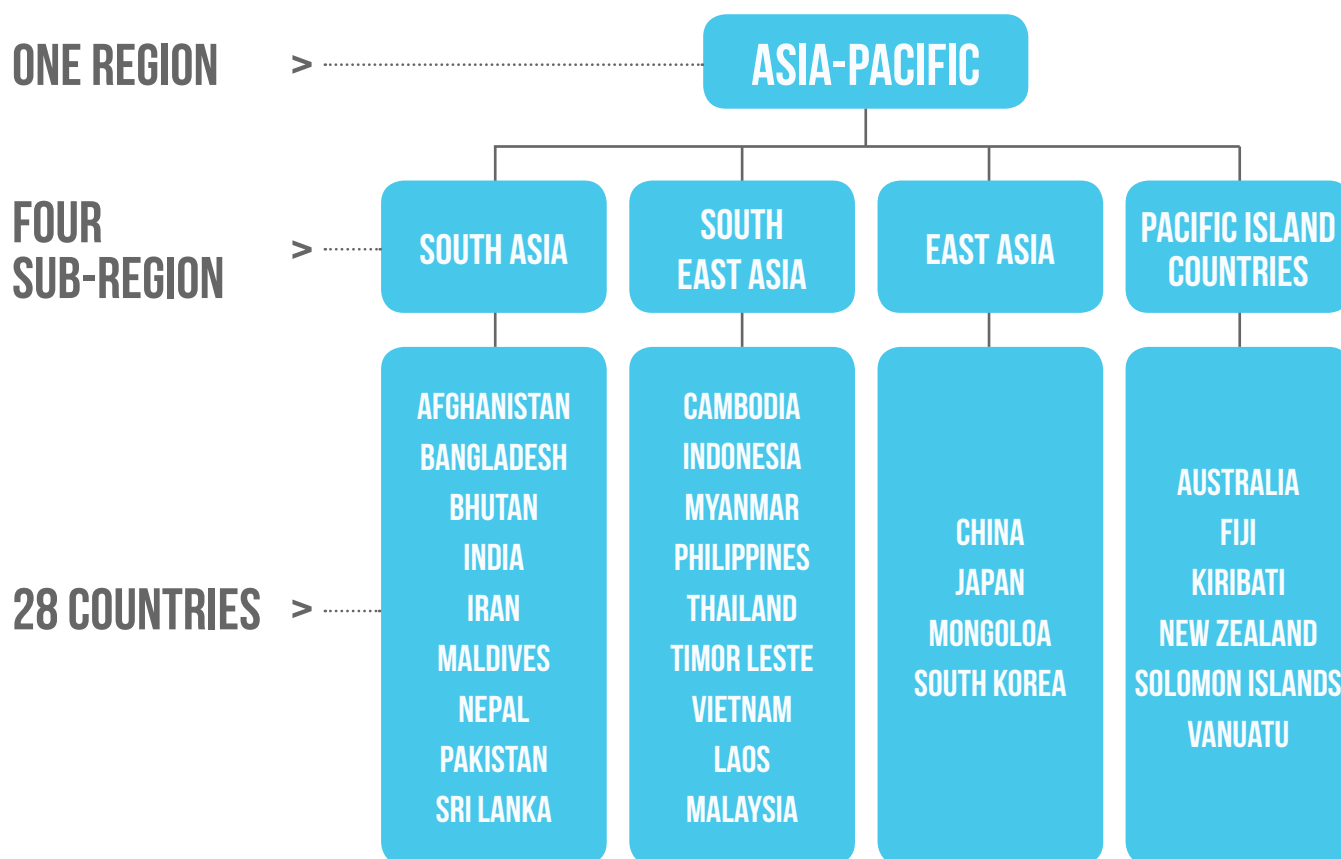 ONE REGION >
ASIA-PACIFIC
FOUR
SUB-REGION >
SOUTH ASIA
SOUTH
EAST ASIA
EAST ASIA
PACIFIC ISLAND
COUNTRIES
28 COUNTRIES >
AFGHANISTAN
BANGLADESH
BHUTAN
INDIA
IRAN
MALDIVES
NEPAL
PAKISTAN
SRI LANKA
CAMBODIA
INDONESIA
MYANMAR
PHILIPPINES
THAILAND
TIMOR LESTE
VIETNAM
LAOS
MALAYSIA
CHINA
JAPAN
MONGOLOA
SOUTH KOREA
AUSTRALIA
FIJI
KIRIBATI
NEW ZEALAND
SOLOMON ISLANDS
VANUATU